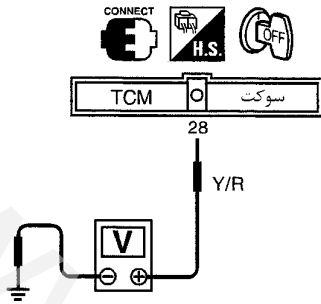 CONNECT
H.S.
OFF
TCM سوکت
28
Y/R
V